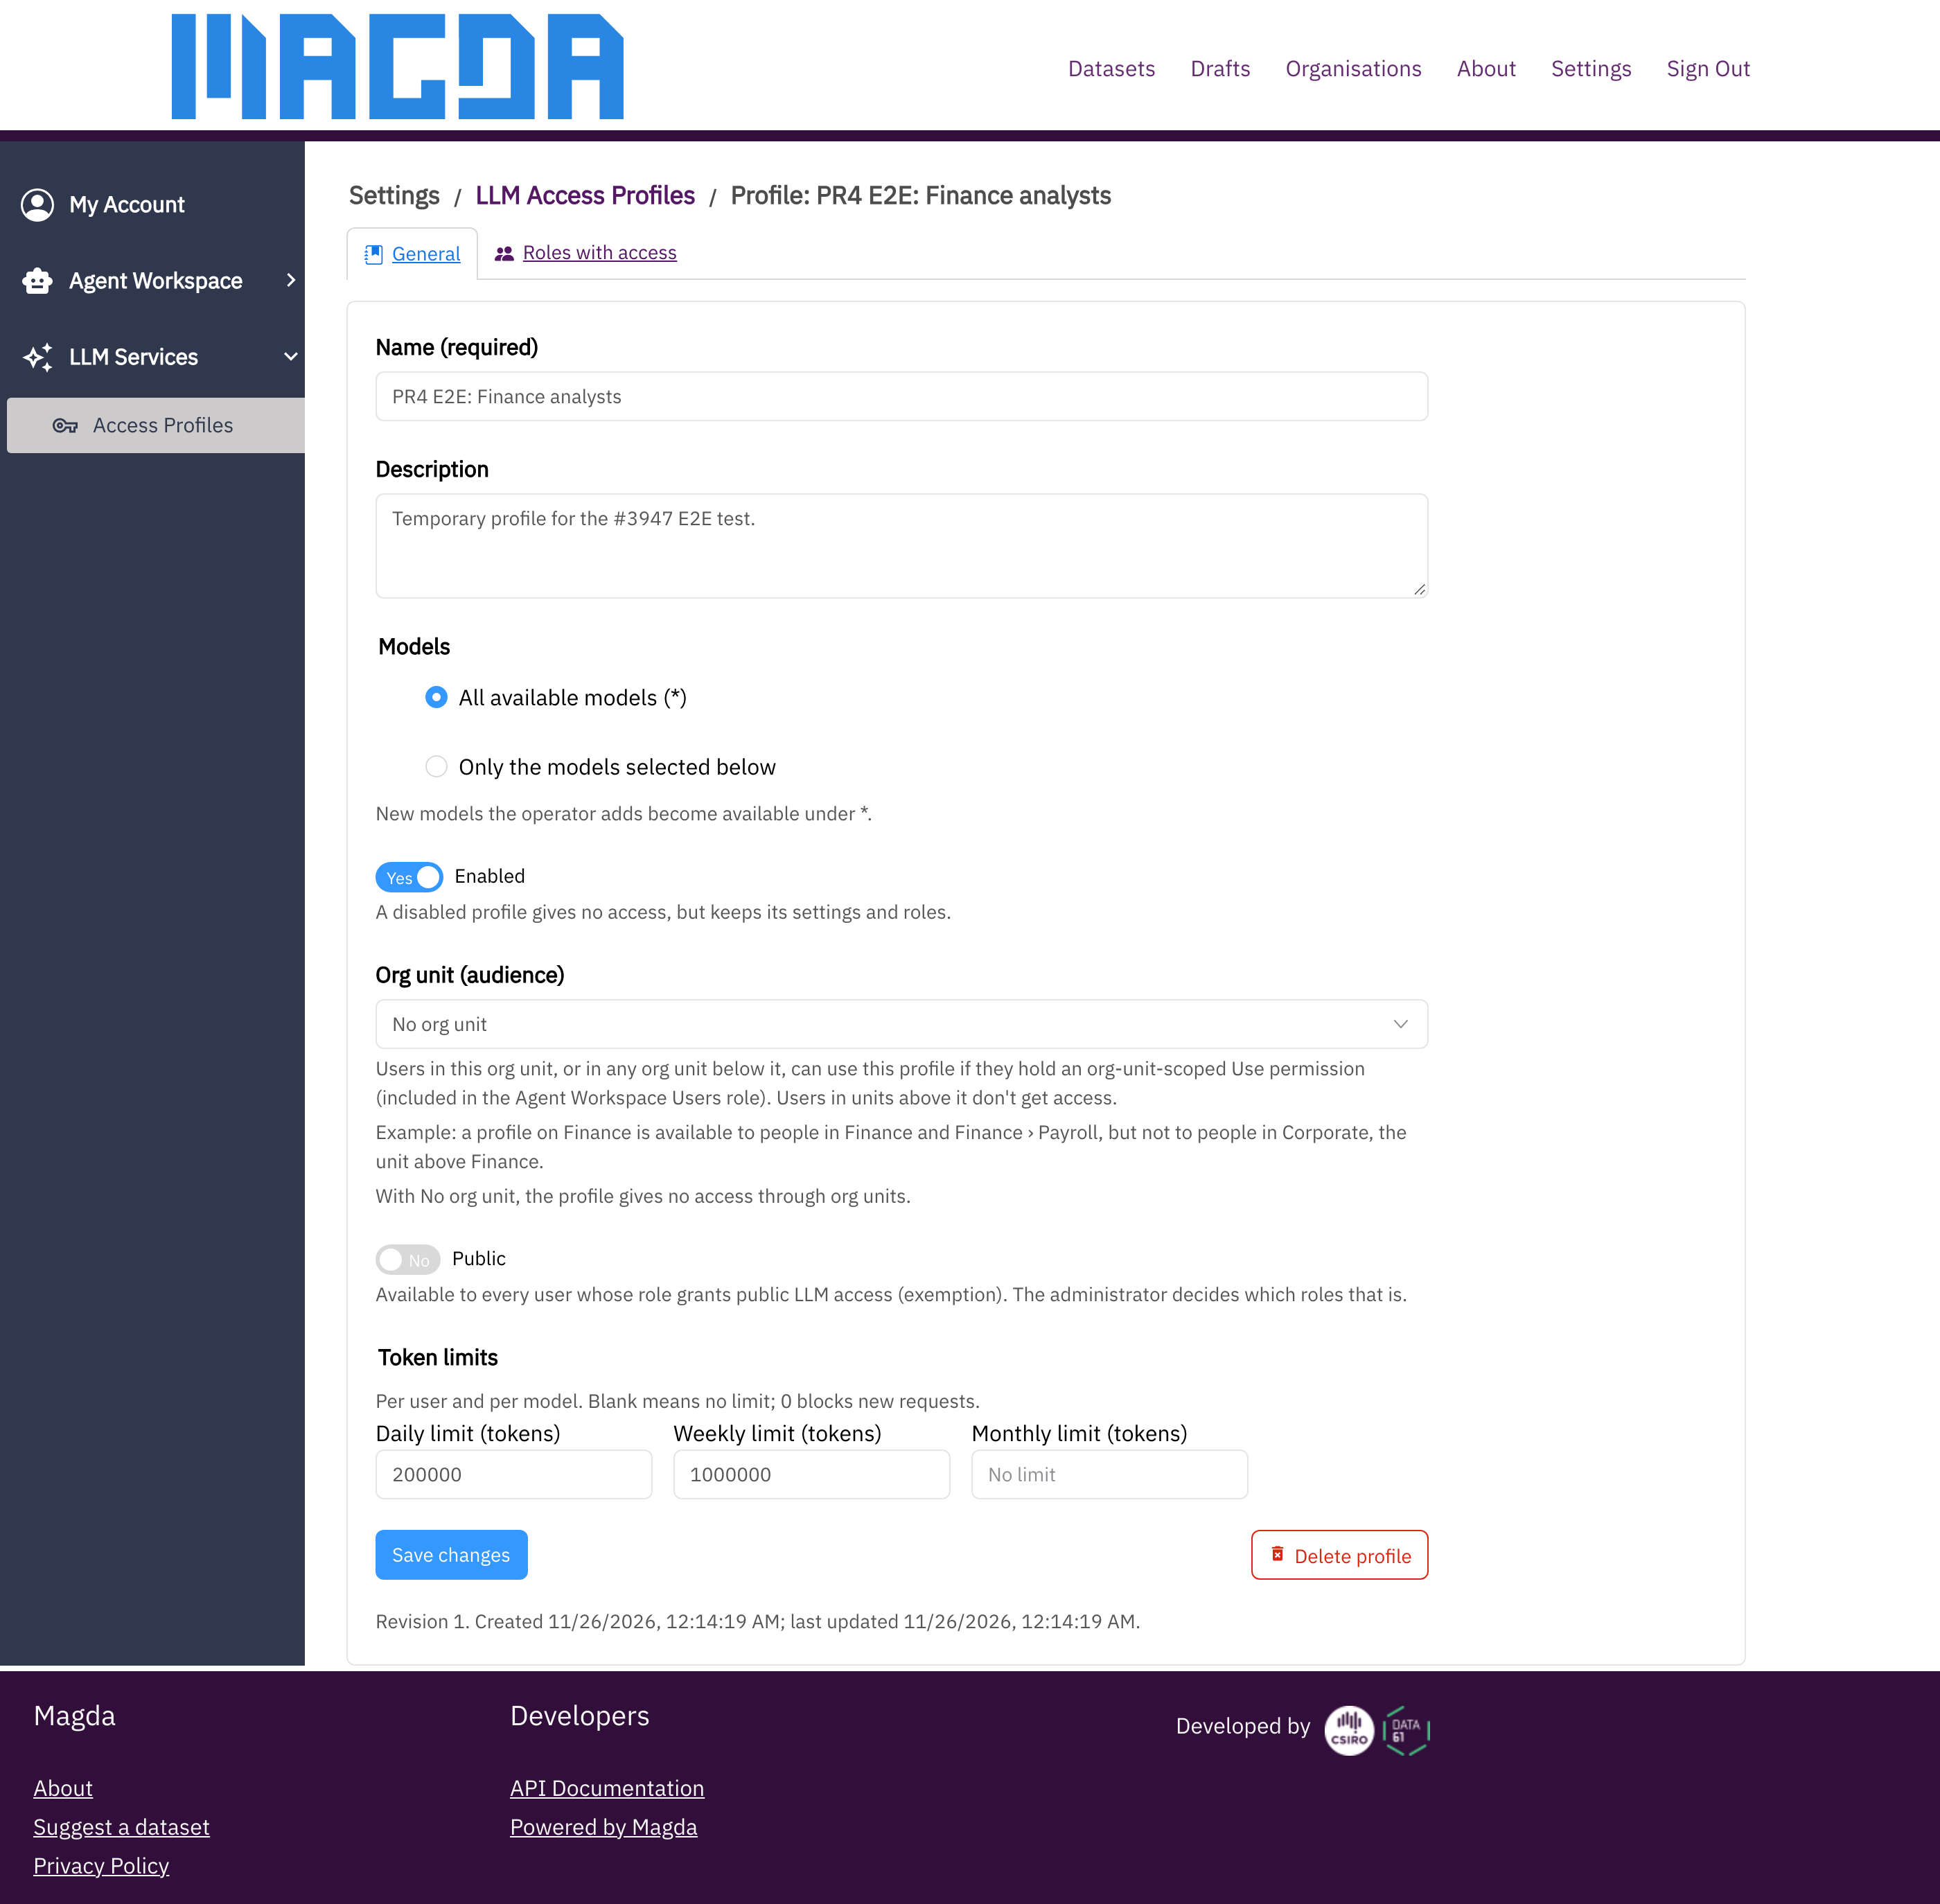 MAGDA
Datasets Drafts Organisations About Settings Sign Out
My Account
Agent Workspace
LLM Services
Access Profiles
Settings / LLM Access Profiles / Profile: PR4 E2E: Finance analysts
General Roles with access
Name (required)
PR4 E2E: Finance analysts
Description
Temporary profile for the #3947 E2E test.
Models
All available models (*)
Only the models selected below
New models the operator adds become available under *.
Yes Enabled
A disabled profile gives no access, but keeps its settings and roles.
Org unit (audience)
No org unit
Users in this org unit, or in any org unit below it, can use this profile if they hold an org-unit-scoped Use permission
(included in the Agent Workspace Users role). Users in units above it don't get access.
Example: a profile on Finance is available to people in Finance and Finance › Payroll, but not to people in Corporate, the
unit above Finance.
With No org unit, the profile gives no access through org units.
No Public
Available to every user whose role grants public LLM access (exemption). The administrator decides which roles that is.
Token limits
Per user and per model. Blank means no limit; 0 blocks new requests.
Daily limit (tokens) Weekly limit (tokens) Monthly limit (tokens)
200000 1000000 No limit
Save changes Delete profile
Revision 1. Created 11/26/2026, 12:14:19 AM; last updated 11/26/2026, 12:14:19 AM.
Magda
About
Suggest a dataset
Privacy Policy
Developers
API Documentation
Powered by Magda
Developed by
CSIRO
DATA
61